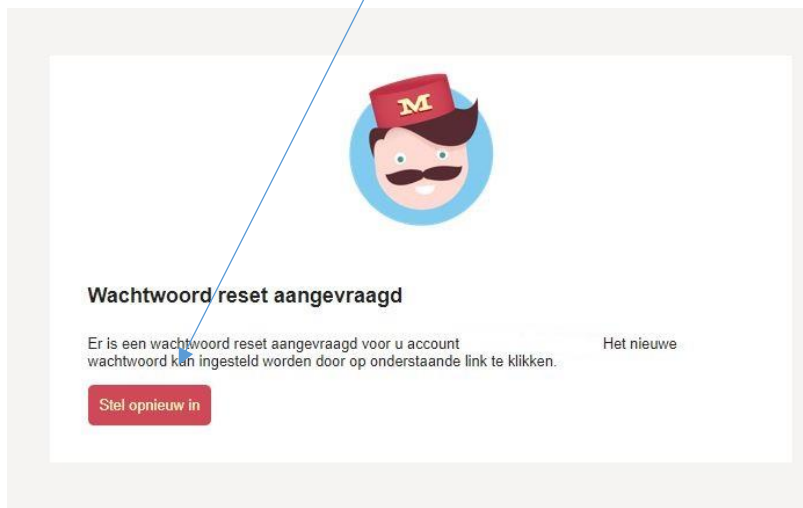 M
Wachtwoord reset aangevraagd
Er is een wachtwoord reset aangevraagd voor u account Het nieuwe
wachtwoord kan ingesteld worden door op onderstaande link te klikken.
Stel opnieuw in